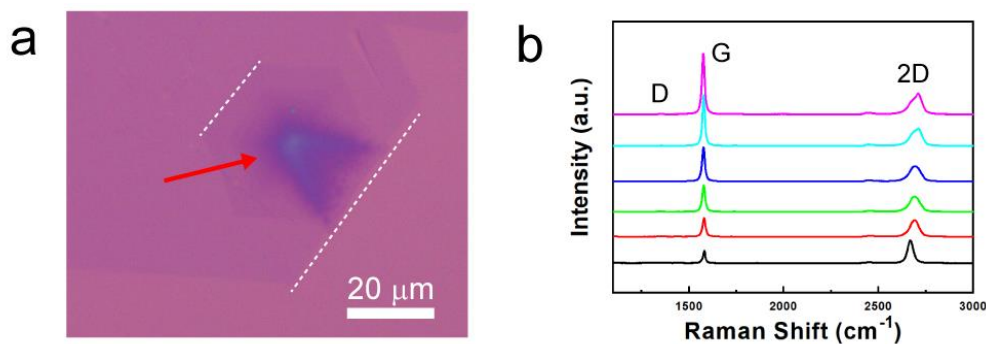 a
20 μm
b
D
G
2D
Intensity (a.u.)
1500 2000 2500 3000
Raman Shift (cm⁻¹)